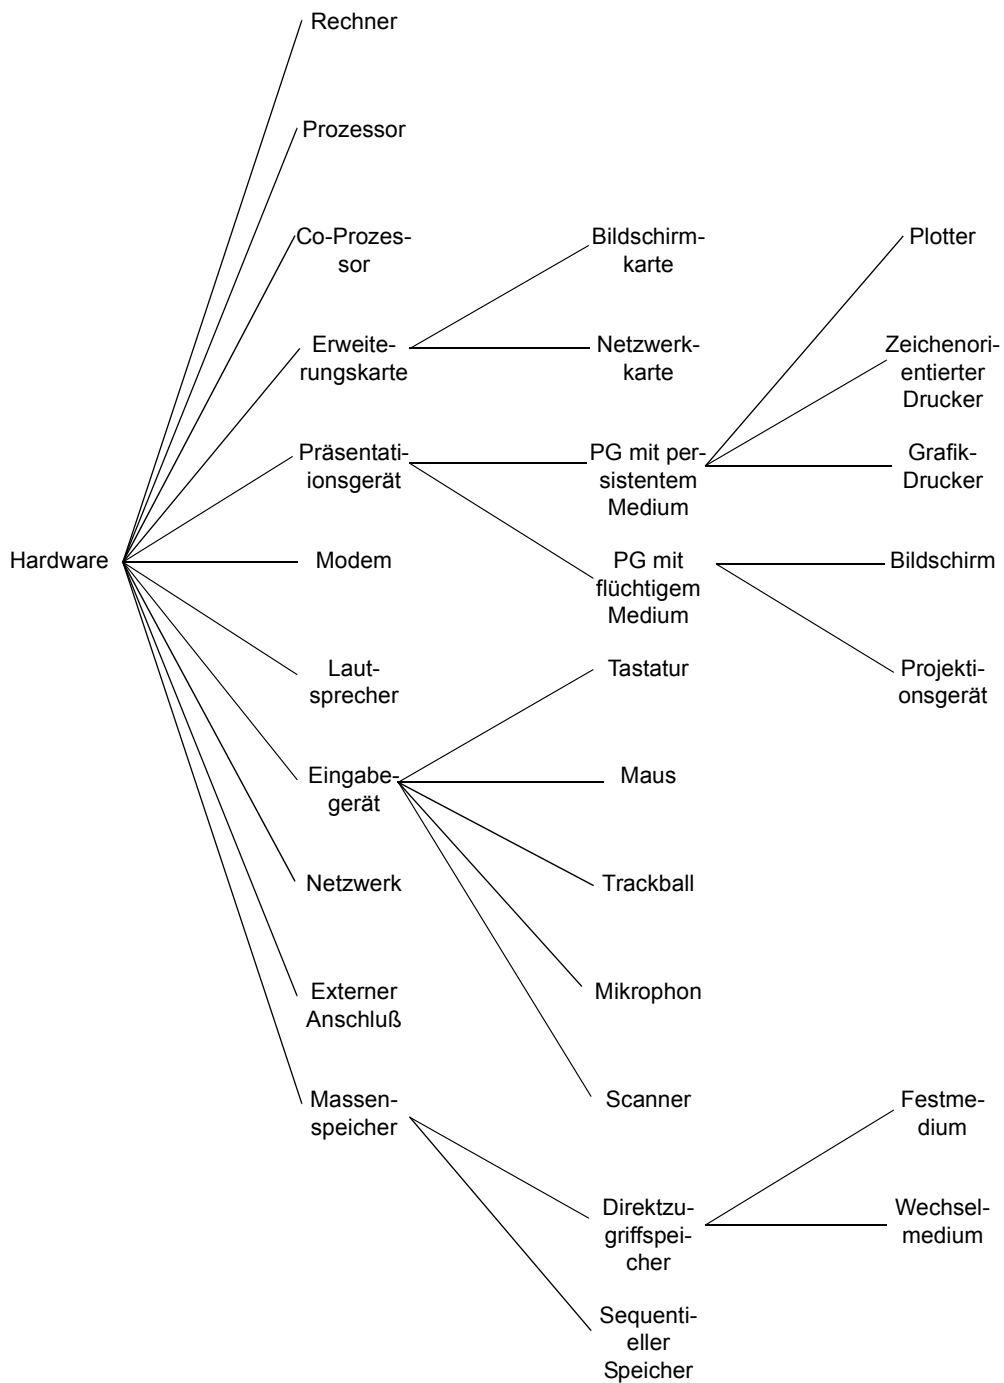 Rechner
Prozessor
Co-Prozes-
sor
Bildschirm-
karte
Plotter
Erweite-
rungskarte
Netzwerk-
karte
Zeichenori-
entierter
Drucker
Präsentati-
ionsgerät
PG mit per-
sistentem
Medium
Grafik-
Drucker
Hardware
Modem
PG mit
flüchtigem
Medium
Bildschirm
Laut-
sprecher
Tastatur
Projekti-
onsgerät
Eingabe-
gerät
Maus
Netzwerk
Trackball
Externer
Anschluß
Mikrophon
Massen-
speicher
Scanner
Festme-
dium
Direktzu-
griffspei-
cher
Wechsel-
medium
Sequenti-
eller
Speicher